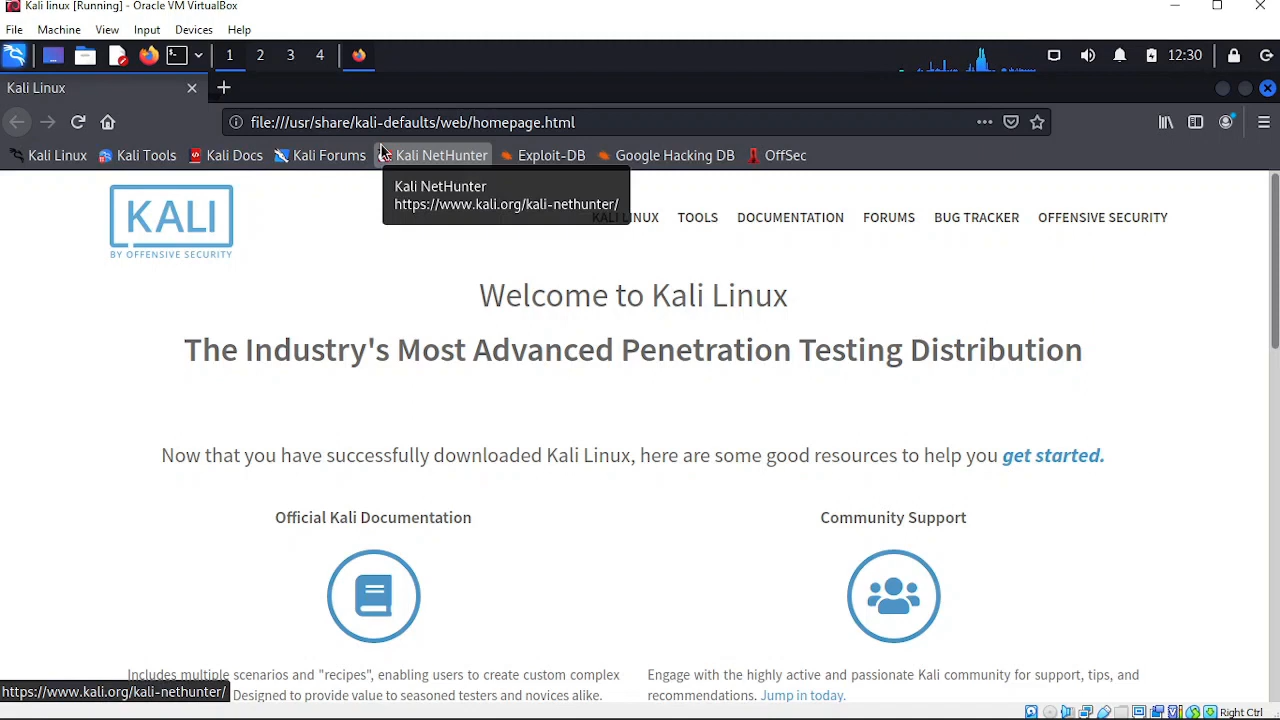 Kali linux [Running] - Oracle VM VirtualBox
File Machine View Input Devices Help
1 2 3 4 12:30
Kali Linux
file:///usr/share/kali-defaults/web/homepage.html
Kali Linux Kali Tools Kali Docs Kali Forums Kali NetHunter Exploit-DB Google Hacking DB OffSec
Kali NetHunter
https://www.kali.org/kali-nethunter/
KALI
BY OFFENSIVE SECURITY
KALI LINUX TOOLS DOCUMENTATION FORUMS BUG TRACKER OFFENSIVE SECURITY
Welcome to Kali Linux
The Industry's Most Advanced Penetration Testing Distribution
Now that you have successfully downloaded Kali Linux, here are some good resources to help you get started.
Official Kali Documentation
Includes multiple scenarios and "recipes", enabling users to create custom complex
Designed to provide value to seasoned testers and novices alike.
Community Support
Engage with the highly active and passionate Kali community for support, tips, and
recommendations. Jump in today.
https://www.kali.org/kali-nethunter/
Right Ctrl